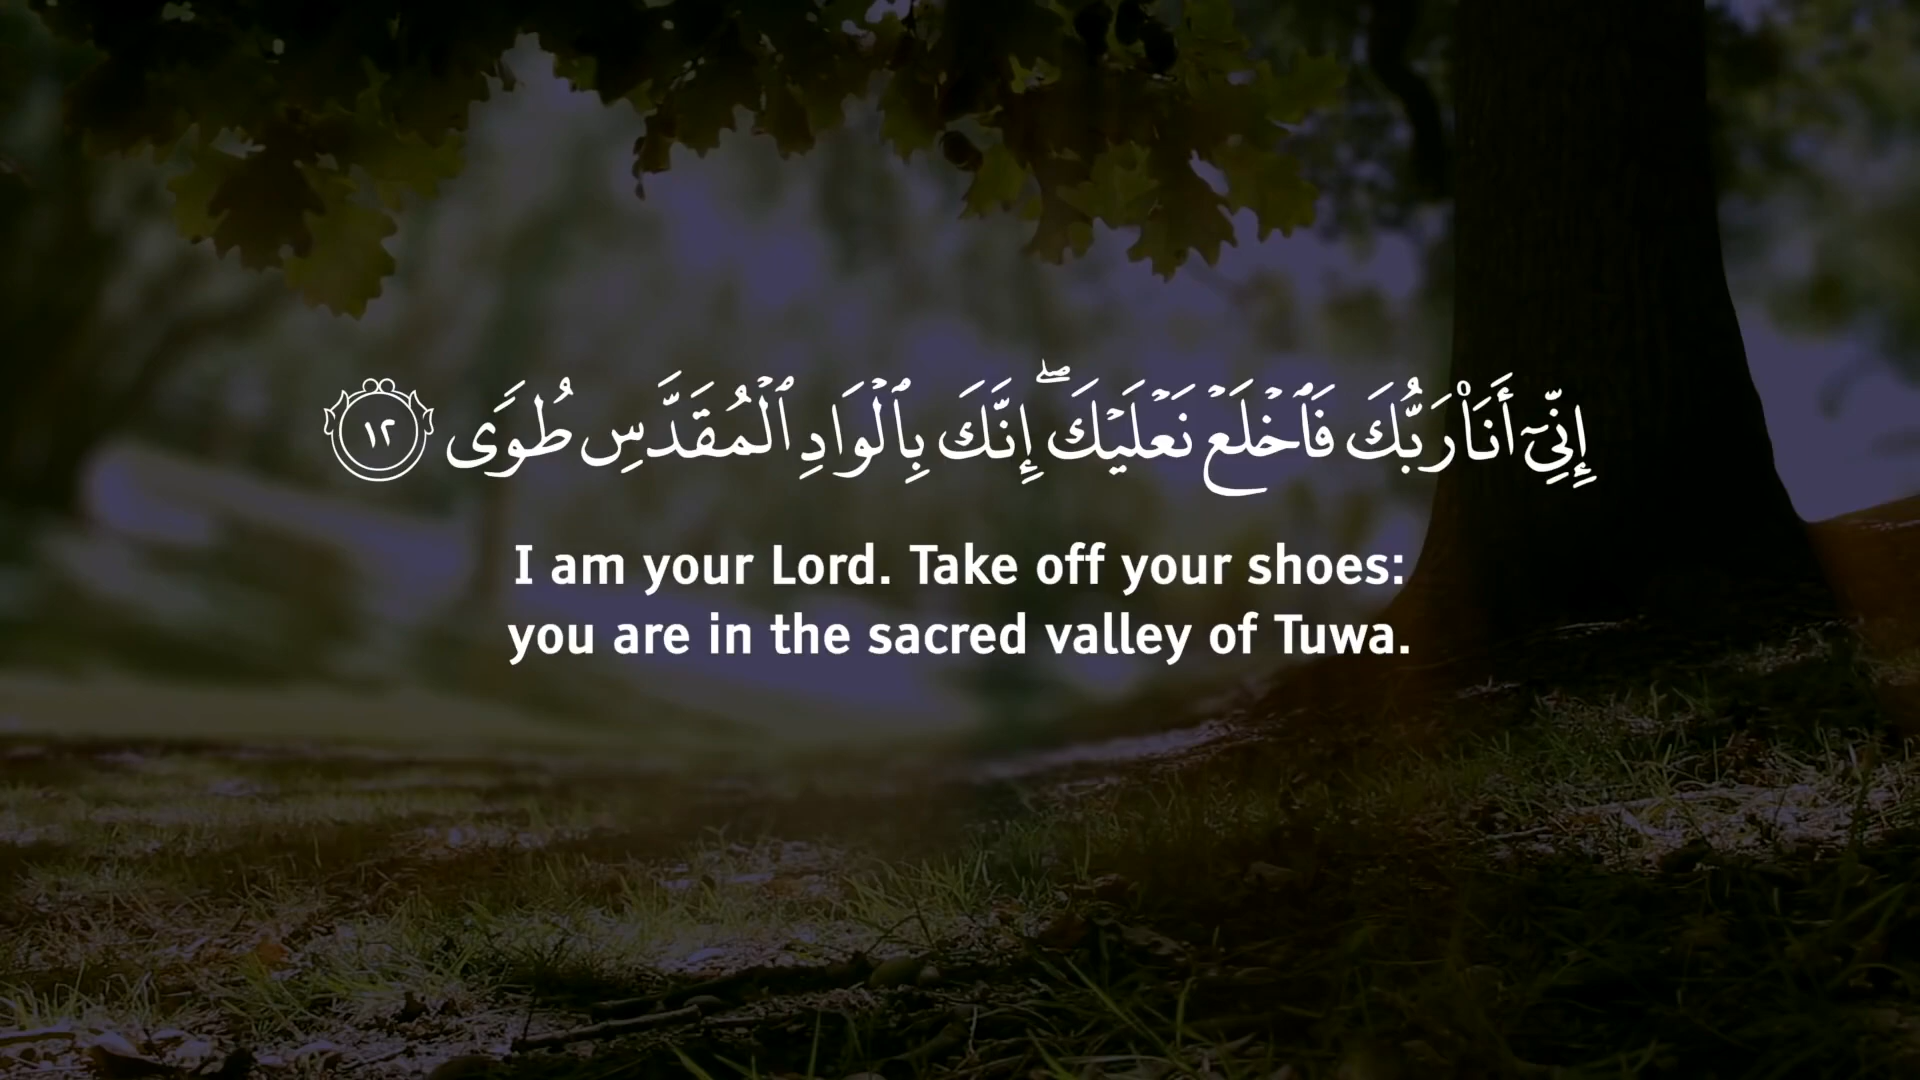 إِنِّىٓ أَنَا۠ رَبُّكَ فَٱخْلَعْ نَعْلَيْكَ ۖ إِنَّكَ بِٱلْوَادِ ٱلْمُقَدَّسِ طُوًى ١٢
I am your Lord. Take off your shoes:
you are in the sacred valley of Tuwa.